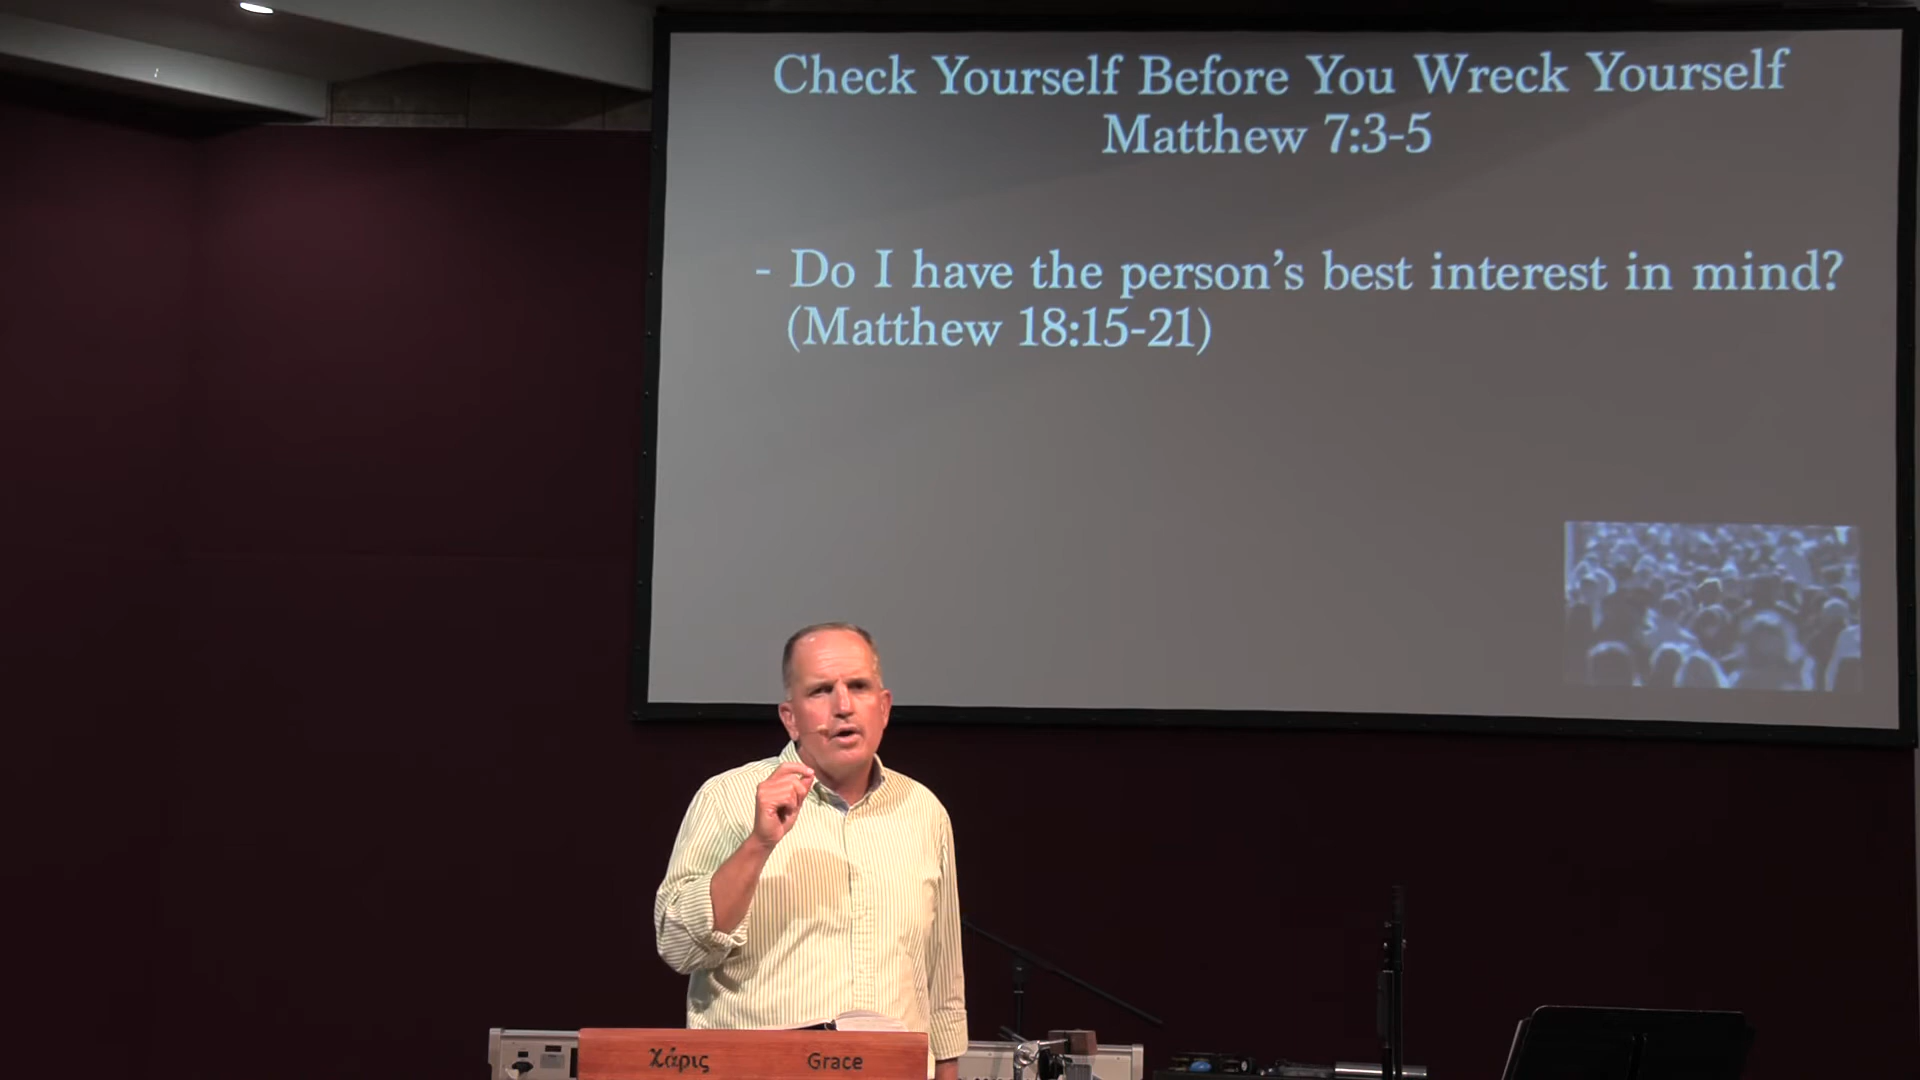 Check Yourself Before You Wreck Yourself
Matthew 7:3-5
- Do I have the person’s best interest in mind?
(Matthew 18:15-21)
Χάρις Grace